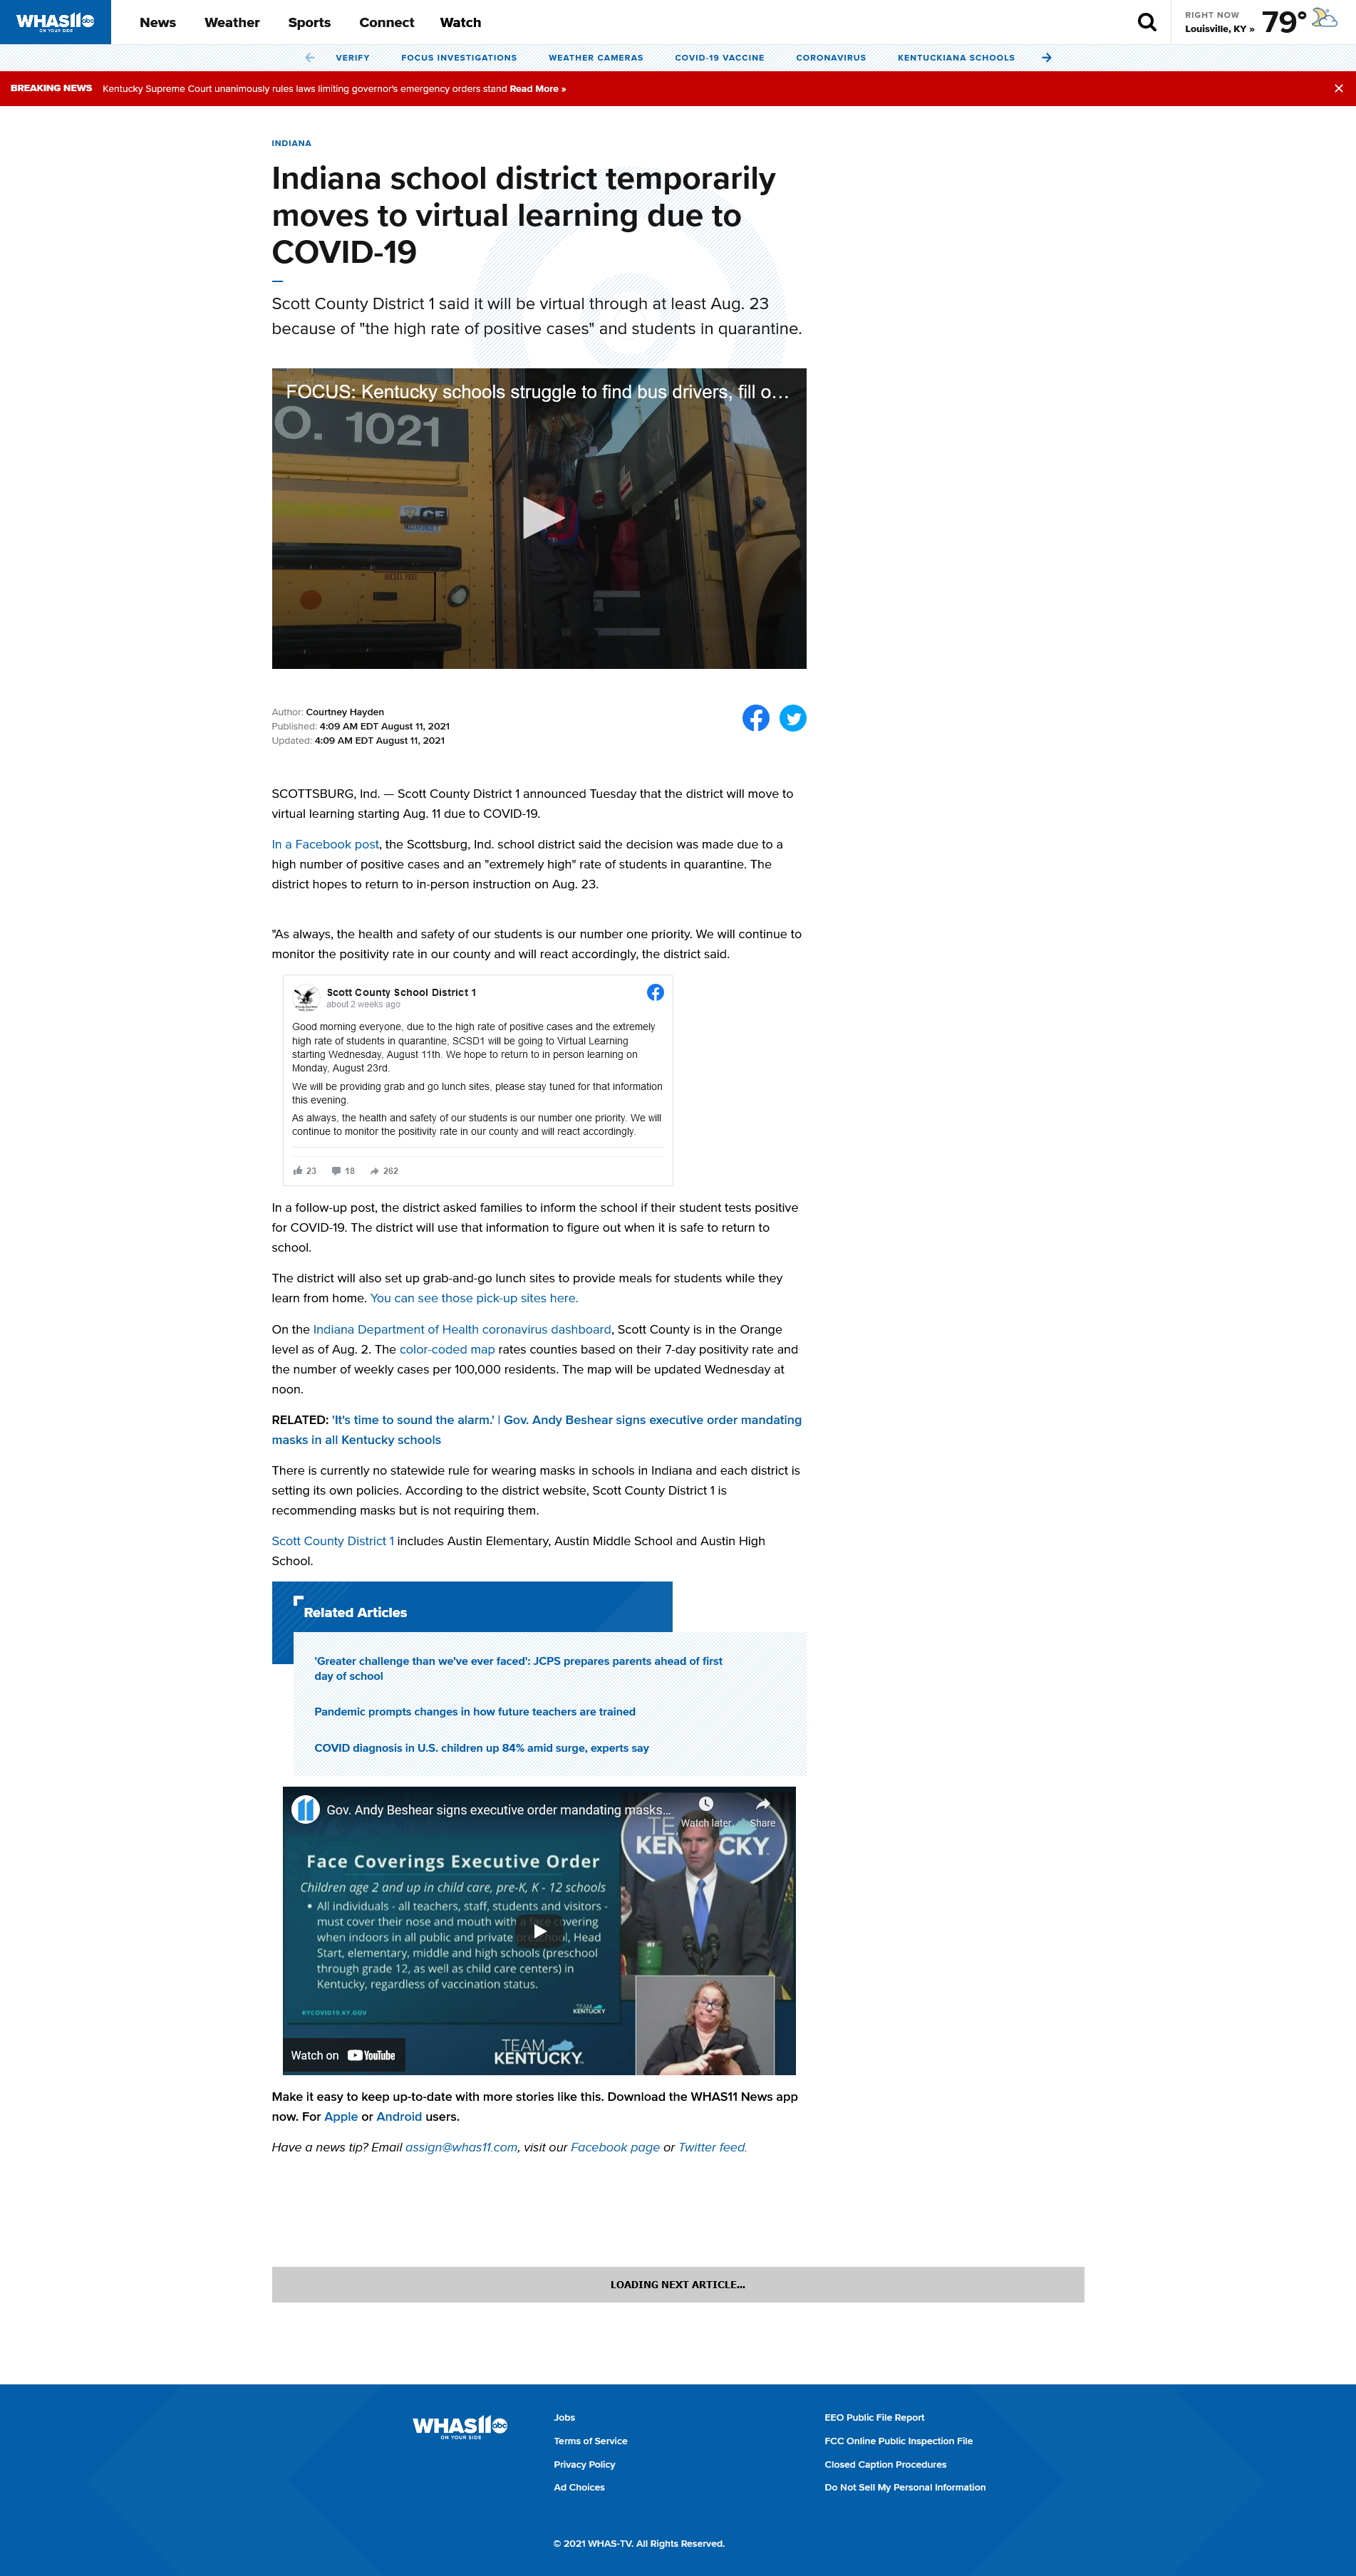 WHAS11 abc
ON YOUR SIDE
News Weather Sports Connect Watch
RIGHT NOW
Louisville, KY »
79°
VERIFY FOCUS INVESTIGATIONS WEATHER CAMERAS COVID-19 VACCINE CORONAVIRUS KENTUCKIANA SCHOOLS
BREAKING NEWS Kentucky Supreme Court unanimously rules laws limiting governor's emergency orders stand Read More »
INDIANA
Indiana school district temporarily
moves to virtual learning due to
COVID-19
Scott County District 1 said it will be virtual through at least Aug. 23
because of "the high rate of positive cases" and students in quarantine.
FOCUS: Kentucky schools struggle to find bus drivers, fill o…
O. 1021
CE
DIESEL FUEL
Author: Courtney Hayden
Published: 4:09 AM EDT August 11, 2021
Updated: 4:09 AM EDT August 11, 2021
SCOTTSBURG, Ind. — Scott County District 1 announced Tuesday that the district will move to
virtual learning starting Aug. 11 due to COVID-19.
In a Facebook post, the Scottsburg, Ind. school district said the decision was made due to a
high number of positive cases and an "extremely high" rate of students in quarantine. The
district hopes to return to in-person instruction on Aug. 23.
"As always, the health and safety of our students is our number one priority. We will continue to
monitor the positivity rate in our county and will react accordingly, the district said.
Scott County School District 1
about 2 weeks ago
Good morning everyone, due to the high rate of positive cases and the extremely
high rate of students in quarantine, SCSD1 will be going to Virtual Learning
starting Wednesday, August 11th. We hope to return to in person learning on
Monday, August 23rd.
We will be providing grab and go lunch sites, please stay tuned for that information
this evening.
As always, the health and safety of our students is our number one priority. We will
continue to monitor the positivity rate in our county and will react accordingly.
23 18 262
In a follow-up post, the district asked families to inform the school if their student tests positive
for COVID-19. The district will use that information to figure out when it is safe to return to
school.
The district will also set up grab-and-go lunch sites to provide meals for students while they
learn from home. You can see those pick-up sites here.
On the Indiana Department of Health coronavirus dashboard, Scott County is in the Orange
level as of Aug. 2. The color-coded map rates counties based on their 7-day positivity rate and
the number of weekly cases per 100,000 residents. The map will be updated Wednesday at
noon.
RELATED: 'It's time to sound the alarm.' | Gov. Andy Beshear signs executive order mandating
masks in all Kentucky schools
There is currently no statewide rule for wearing masks in schools in Indiana and each district is
setting its own policies. According to the district website, Scott County District 1 is
recommending masks but is not requiring them.
Scott County District 1 includes Austin Elementary, Austin Middle School and Austin High
School.
Related Articles
'Greater challenge than we've ever faced': JCPS prepares parents ahead of first
day of school
Pandemic prompts changes in how future teachers are trained
COVID diagnosis in U.S. children up 84% amid surge, experts say
Gov. Andy Beshear signs executive order mandating masks…
Watch later Share
KENTUCKY
Face Coverings Executive Order
Children age 2 and up in child care, pre-K, K - 12 schools
• All individuals - all teachers, staff, students and visitors -
must cover their nose and mouth with a face covering
when indoors in all public and private preschool, Head
Start, elementary, middle and high schools (preschool
through grade 12, as well as child care centers) in
Kentucky, regardless of vaccination status.
KYCOVID19.KY.GOV
TEAM
KENTUCKY
TEAM
KENTUCKY
Watch on YouTube
Make it easy to keep up-to-date with more stories like this. Download the WHAS11 News app
now. For Apple or Android users.
Have a news tip? Email assign@whas11.com, visit our Facebook page or Twitter feed.
LOADING NEXT ARTICLE...
WHAS11 abc
ON YOUR SIDE
Jobs
Terms of Service
Privacy Policy
Ad Choices
EEO Public File Report
FCC Online Public Inspection File
Closed Caption Procedures
Do Not Sell My Personal Information
© 2021 WHAS-TV. All Rights Reserved.